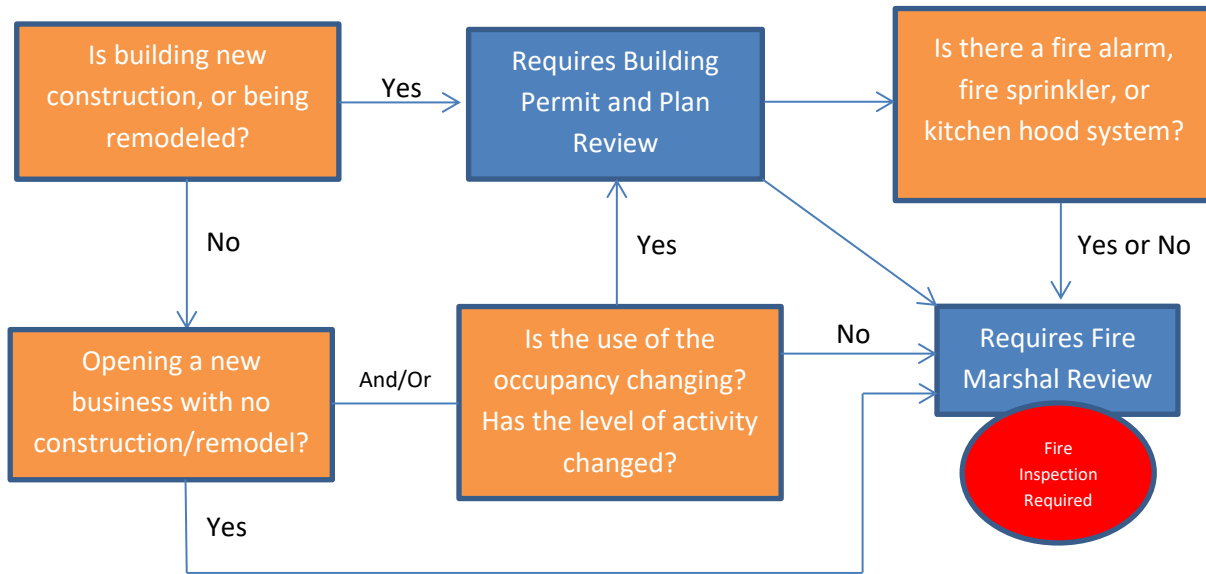 Is building new
construction, or being
remodeled?
Yes
Requires Building
Permit and Plan
Review
Is there a fire alarm,
fire sprinkler, or
kitchen hood system?
No
Yes
Yes or No
Opening a new
business with no
construction/remodel?
And/Or
Is the use of the
occupancy changing?
Has the level of activity
changed?
No
Requires Fire
Marshal Review
Fire
Inspection
Required
Yes